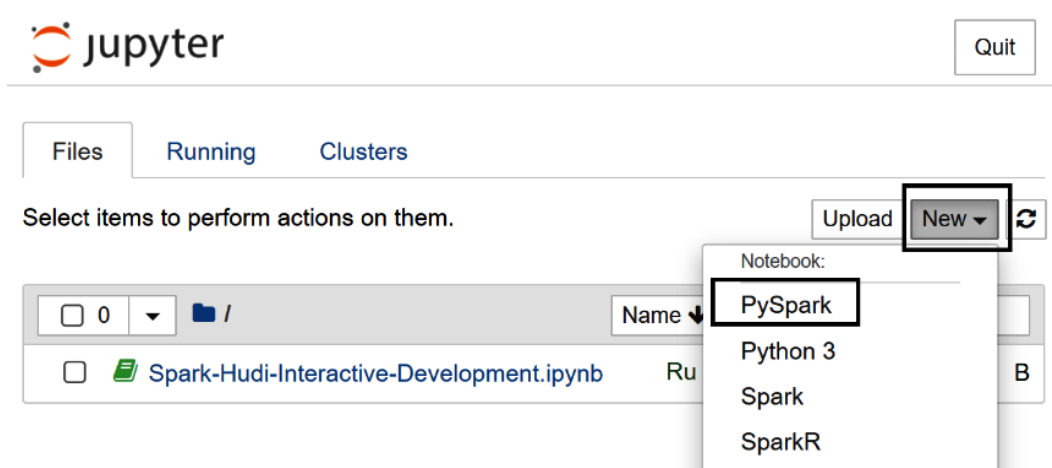 jupyter
Quit
Files Running Clusters
Select items to perform actions on them.
Upload New
Notebook:
0 / Name
PySpark
Python 3
Spark-Hudi-Interactive-Development.ipynb Ru B
Spark
SparkR